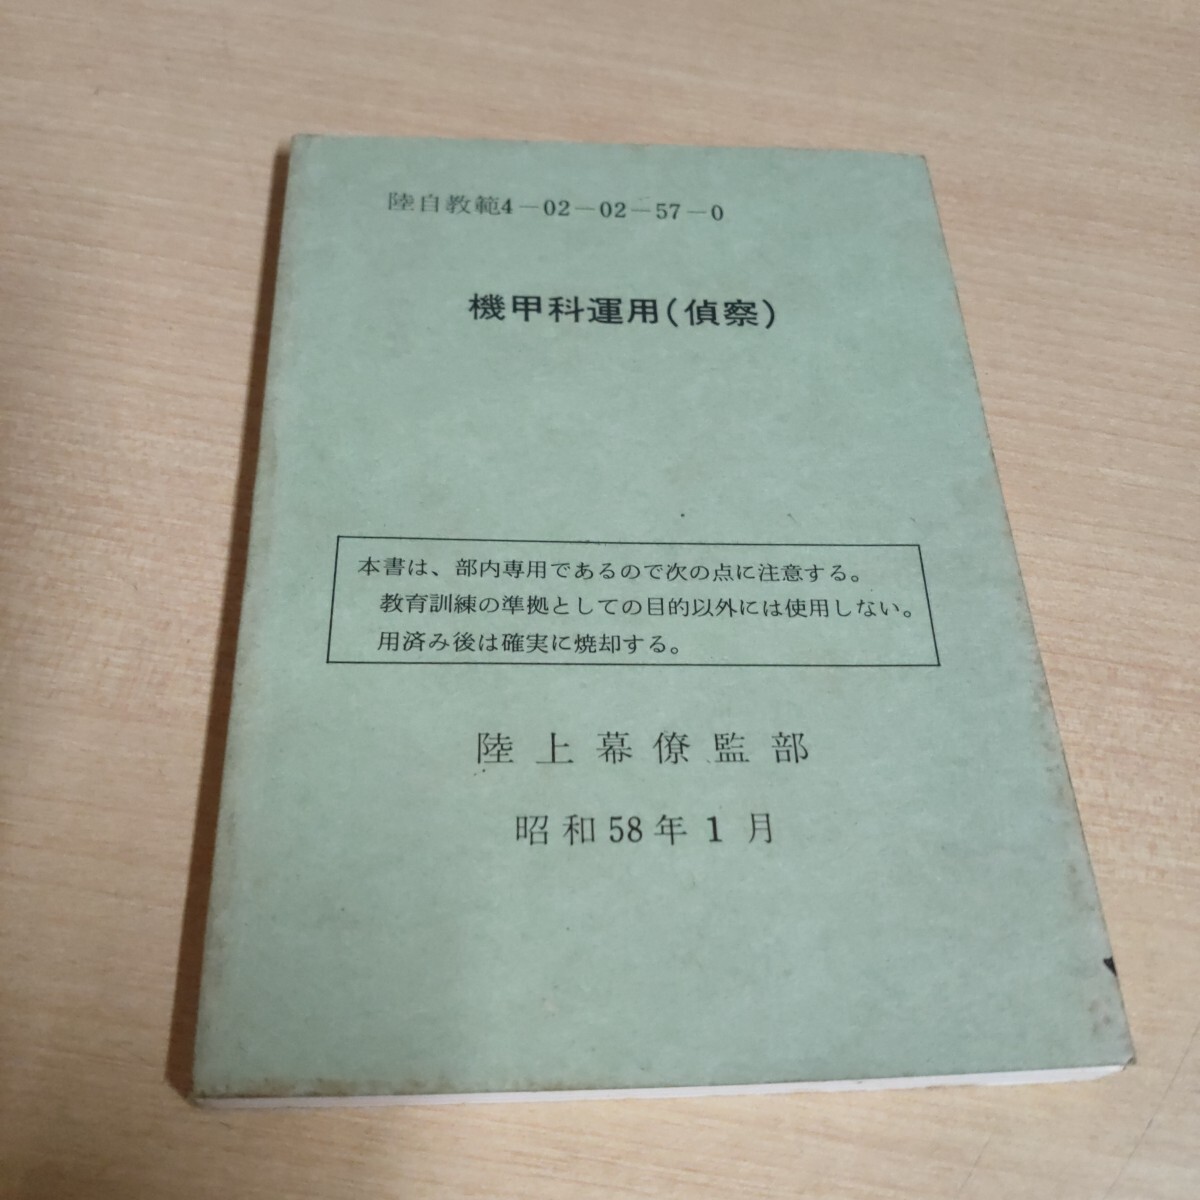 陸自教範4－02－02－57－0
機甲科運用(偵察)
本書は、部内専用であるので次の点に注意する。
教育訓練の準拠としての目的以外には使用しない。
用済み後は確実に焼却する。
陸上幕僚監部
昭和58年1月